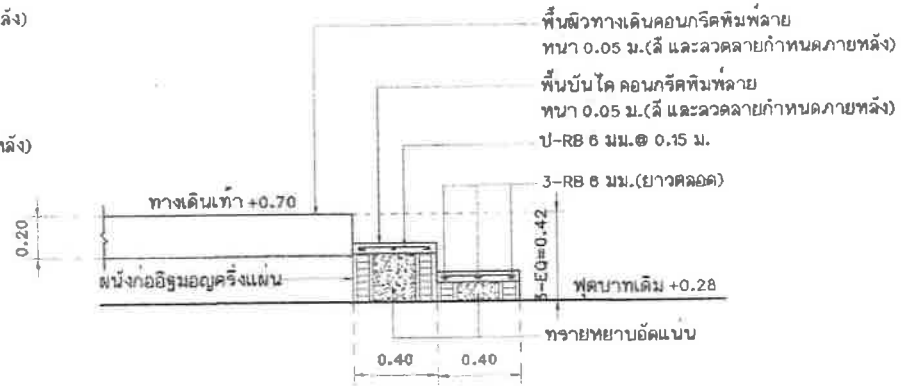 ลัง)
พื้นผิวทางเดินคอนกรีตพิมพ์ลาย
หนา 0.05 ม.(สี และลวดลายกำหนดภายหลัง)
พื้นบันได คอนกรีตพิมพ์ลาย
หนา 0.05 ม.(สี และลวดลายกำหนดภายหลัง)
หลัง)
ป-RB 6 มม.@ 0.15 ม.
3-RB 6 มม.(ยาวตลอด)
ทางเดินเท้า +0.70
0.20
3-EQ=0.42
ผนังก่ออิฐมอญครึ่งแผ่น
ฟุตบาทเดิม +0.28
ทรายหยาบอัดแน่น
0.40
0.40